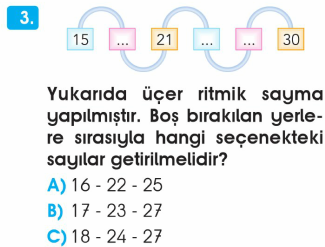 3.
15 ... 21 ... ... 30
Yukarıda üçer ritmik sayma
yapılmıştır. Boş bırakılan yerle-
re sırasıyla hangi seçenekteki
sayılar getirilmelidir?
A) 16 - 22 - 25
B) 17 - 23 - 27
C) 18 - 24 - 27